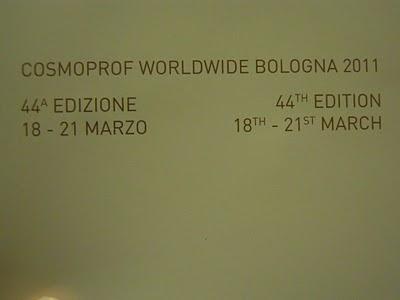 COSMOPROF WORLDWIDE BOLOGNA 2011
44ᴬ EDIZIONE
18 - 21 MARZO
44ᵀᴴ EDITION
18ᵀᴴ - 21ˢᵀ MARCH